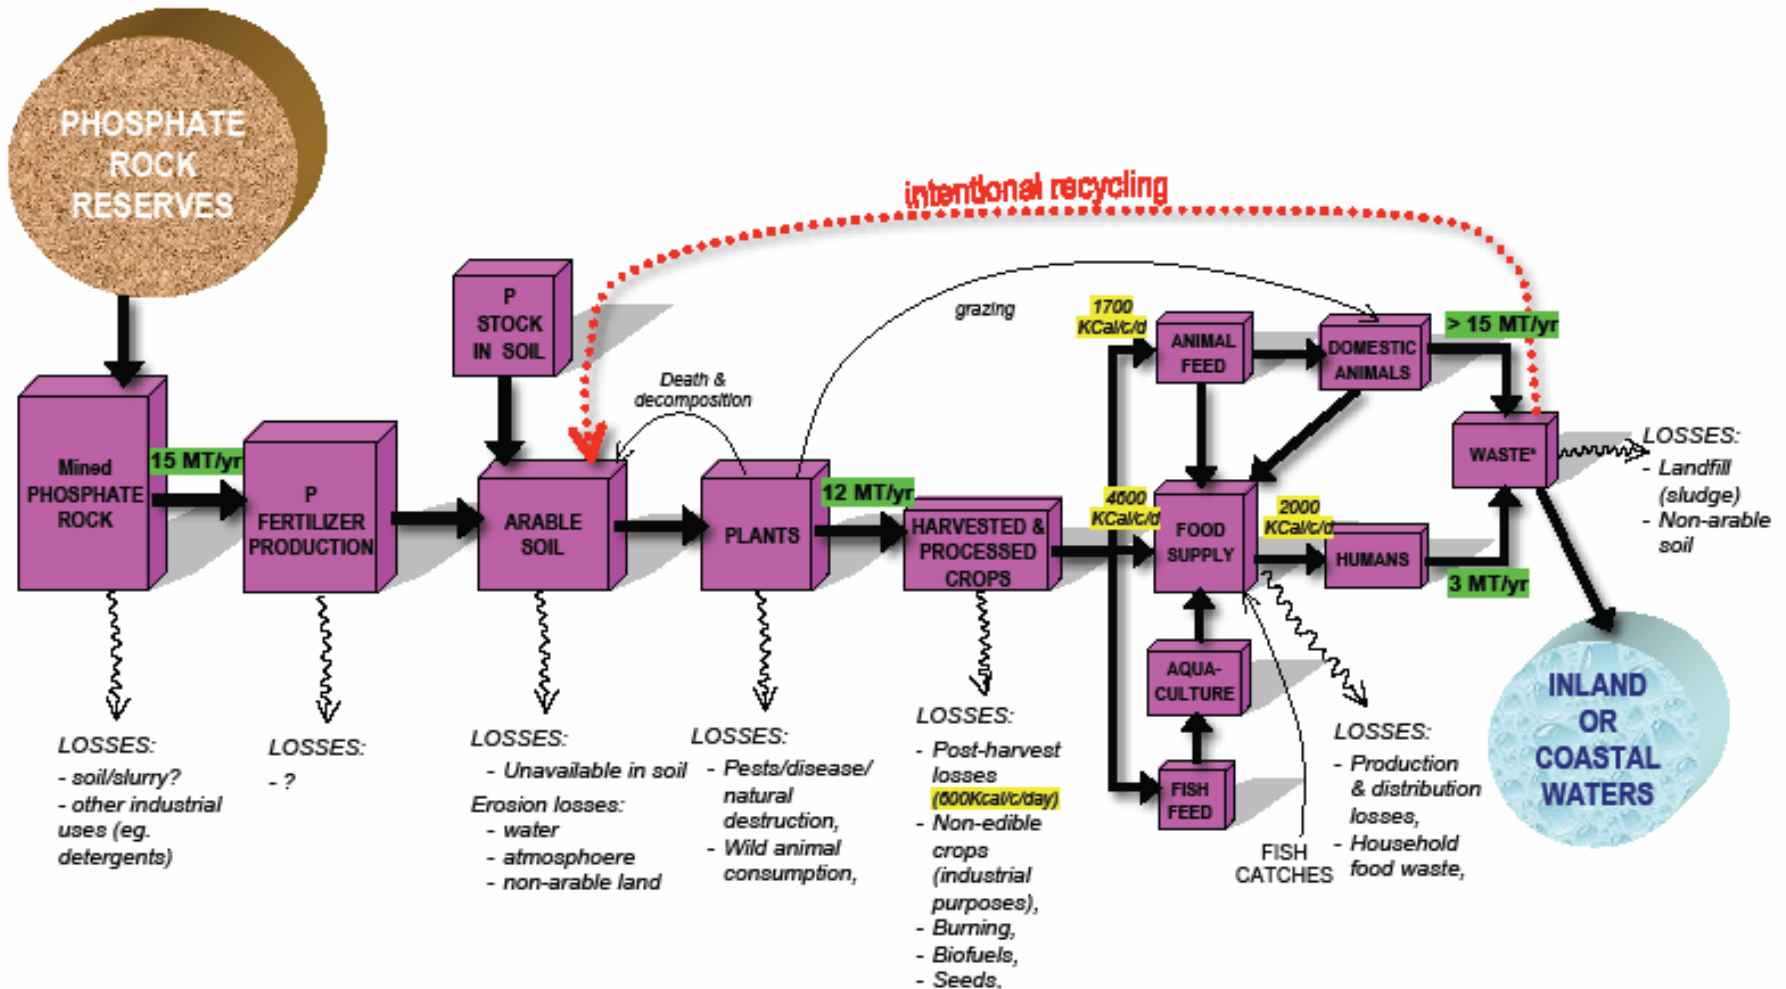 PHOSPHATE
ROCK
RESERVES
intentional recycling
P
STOCK
IN SOIL
grazing
1700
KCal/c/d
ANIMAL
FEED
DOMESTIC
ANIMALS
> 15 MT/yr
Death &
decomposition
Mined
PHOSPHATE
ROCK
15 MT/yr
P
FERTILIZER
PRODUCTION
ARABLE
SOIL
PLANTS
12 MT/yr
HARVESTED &
PROCESSED
CROPS
4600
KCal/c/d
FOOD
SUPPLY
2000
KCal/c/d
HUMANS
3 MT/yr
WASTE*
LOSSES:
- Landfill
(sludge)
- Non-arable
soil
AQUA-
CULTURE
FISH
FEED
FISH
CATCHES
INLAND
OR
COASTAL
WATERS
LOSSES:
- soil/slurry?
- other industrial
uses (eg.
detergents)
LOSSES:
- ?
LOSSES:
- Unavailable in soil
Erosion losses:
- water
- atmosphoere
- non-arable land
LOSSES:
- Pests/disease/
natural
destruction,
- Wild animal
consumption,
LOSSES:
- Post-harvest
losses
(600Kcal/c/day)
- Non-edible
crops
(industrial
purposes),
- Burning,
- Biofuels,
- Seeds,
LOSSES:
- Production
& distribution
losses,
- Household
food waste,